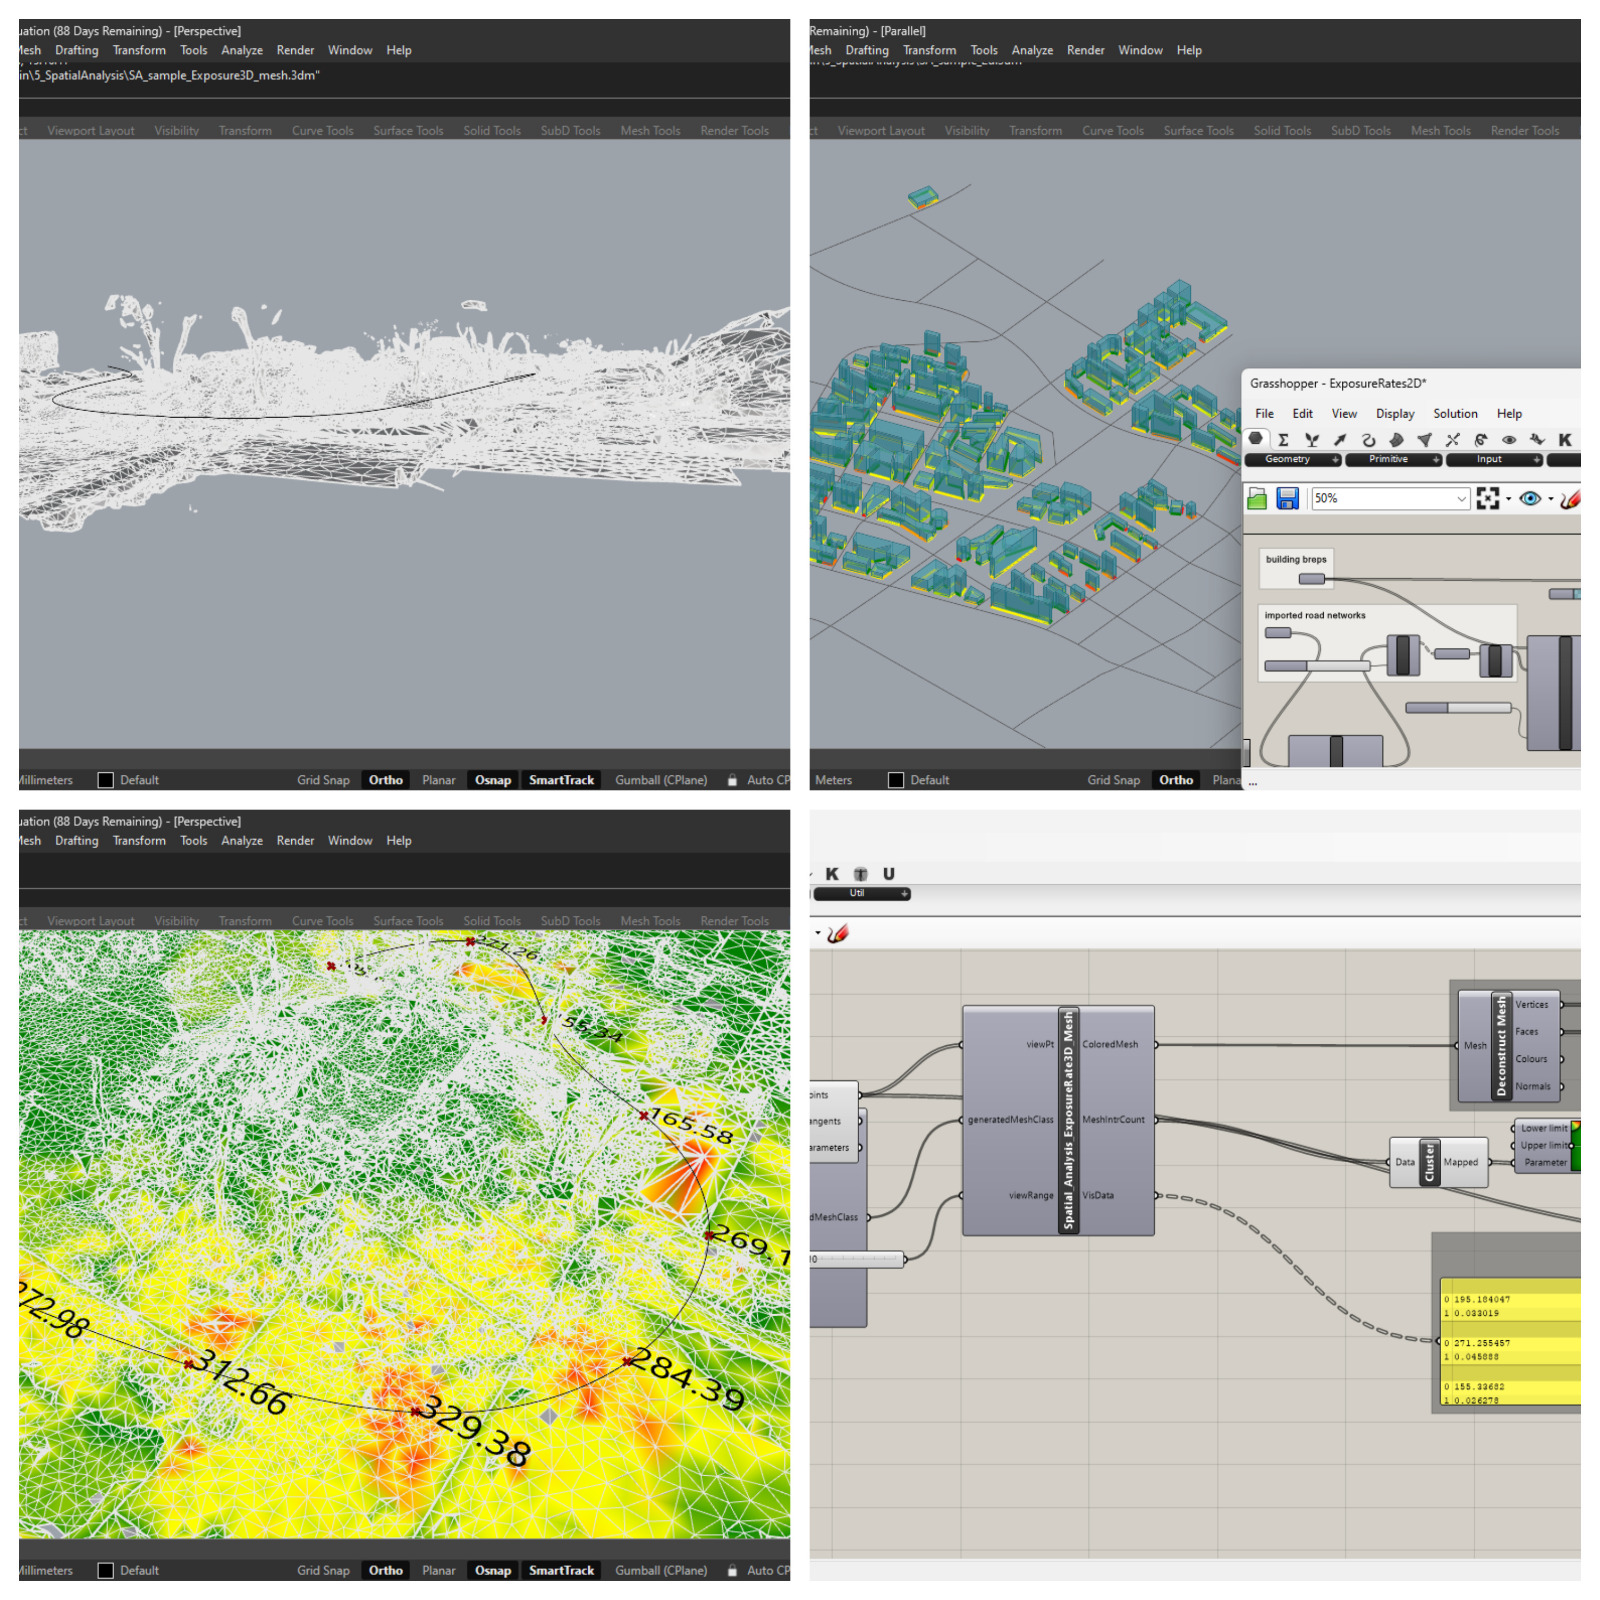 uation (88 Days Remaining) - [Perspective]
Mesh Drafting Transform Tools Analyze Render Window Help
in\5_SpatialAnalysis\SA_sample_Exposure3D_mesh.3dm"
ct Viewport Layout Visibility Transform Curve Tools Surface Tools Solid Tools SubD Tools Mesh Tools Render Tools
Millimeters Default Grid Snap Ortho Planar Osnap SmartTrack Gumball (CPlane) Auto CP
Remaining) - [Parallel]
Mesh Drafting Transform Tools Analyze Render Window Help
ct Viewport Layout Visibility Transform Curve Tools Surface Tools Solid Tools SubD Tools Mesh Tools Render Tools
Grasshopper - ExposureRates2D*
File Edit View Display Solution Help
Σ K
Geometry Primitive Input
50%
building breps
imported road networks
...
Meters Default Grid Snap Ortho Plana
uation (88 Days Remaining) - [Perspective]
Mesh Drafting Transform Tools Analyze Render Window Help
ct Viewport Layout Visibility Transform Curve Tools Surface Tools Solid Tools SubD Tools Mesh Tools Render Tools
271.26
155.34
165.58
269.1
272.98
312.66
284.39
329.38
Millimeters Default Grid Snap Ortho Planar Osnap SmartTrack Gumball (CPlane) Auto CP
K U
Util
oints
angents
arameters
dMeshClass
viewPt
generatedMeshClass
viewRange
Spatial_Analysis_ExposureRate3D_Mesh
ColoredMesh
MeshIntrCount
VisData
Mesh
Deconstruct Mesh
Vertices
Faces
Colours
Normals
Data
Cluster
Mapped
Lower limit
Upper limit
Parameter
0 195.184047
1 0.033019
0 271.255457
1 0.045888
0 155.33682
1 0.026278